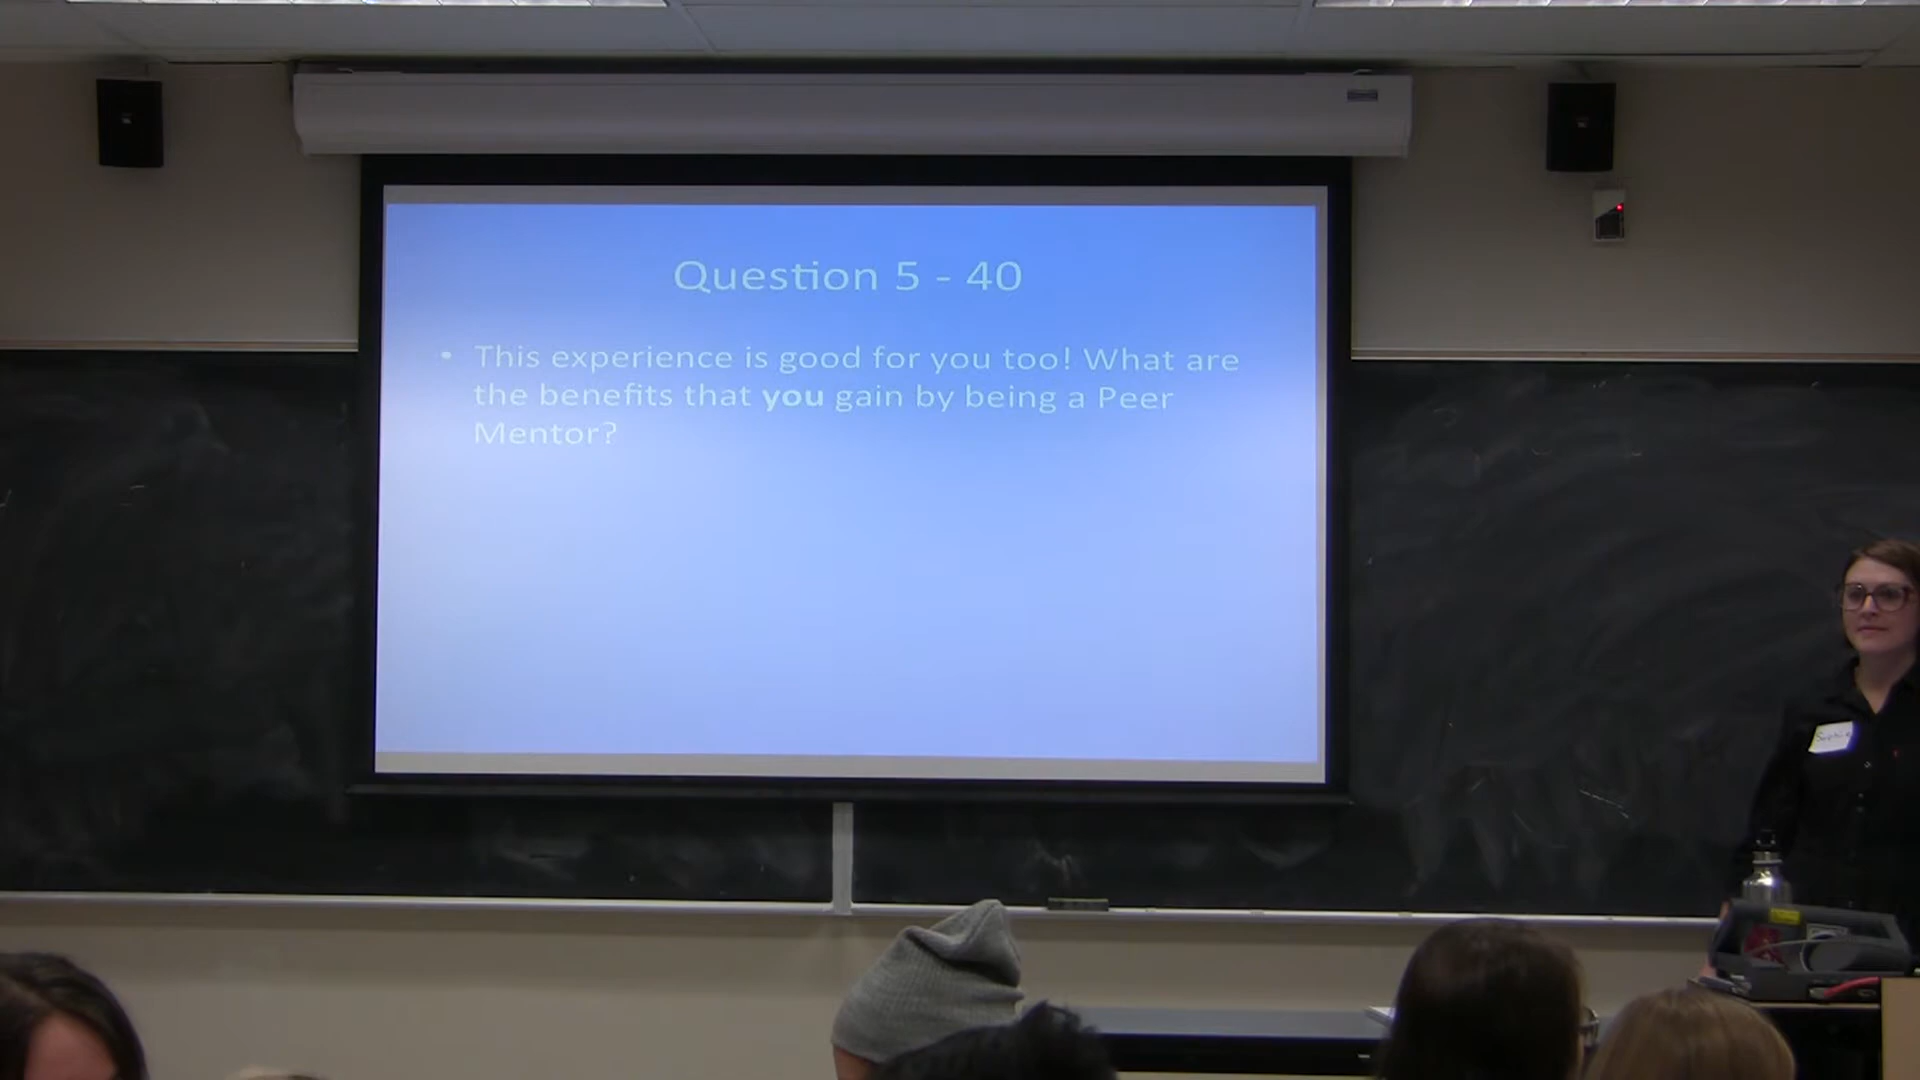 Question 5 - 40
• This experience is good for you too! What are
the benefits that you gain by being a Peer
Mentor?